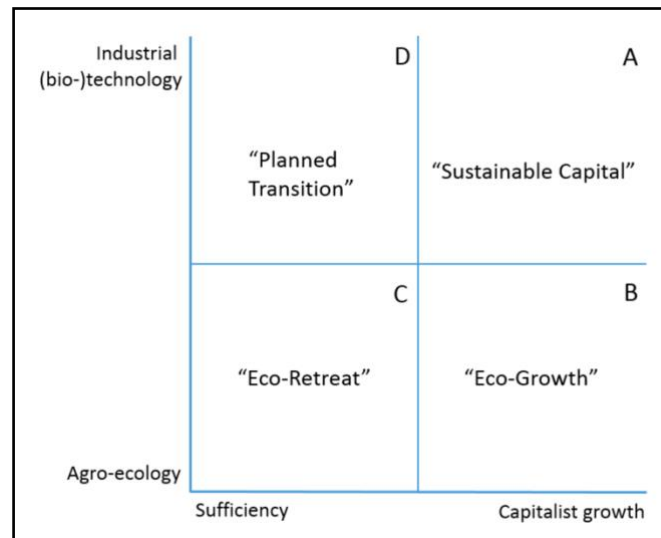 Industrial
(bio-)technology
D
A
“Planned
Transition”
“Sustainable Capital”
C
B
“Eco-Retreat”
“Eco-Growth”
Agro-ecology
Sufficiency
Capitalist growth